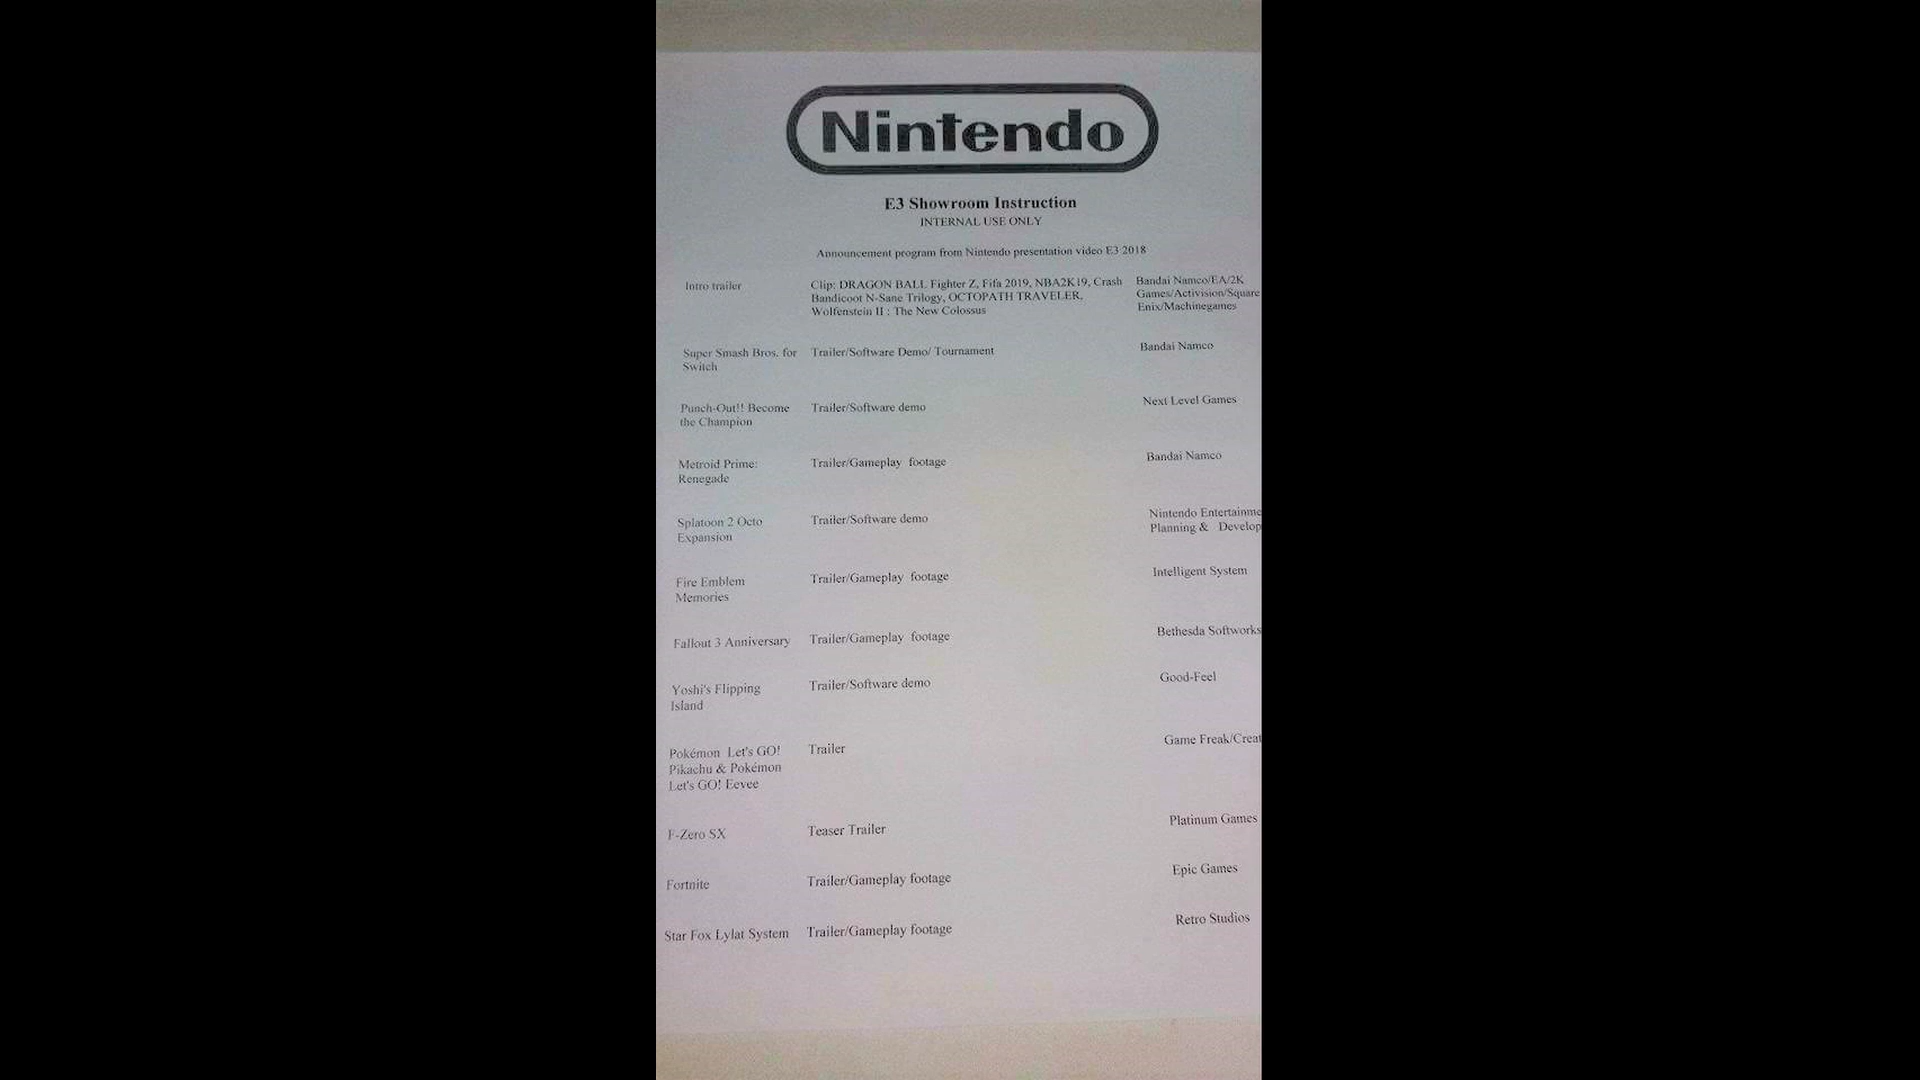 Nintendo
E3 Showroom Instruction
INTERNAL USE ONLY
Announcement program from Nintendo presentation video E3 2018
Intro trailer
Clip: DRAGON BALL Fighter Z, Fifa 2019, NBA2K19, Crash
Bandicoot N-Sane Trilogy, OCTOPATH TRAVELER,
Wolfenstein II : The New Colossus
Bandai Namco/EA/2K
Games/Activision/Square
Enix/Machinegames
Super Smash Bros. for
Switch
Trailer/Software Demo/ Tournament
Bandai Namco
Punch-Out!! Become
the Champion
Trailer/Software demo
Next Level Games
Metroid Prime:
Renegade
Trailer/Gameplay footage
Bandai Namco
Splatoon 2 Octo
Expansion
Trailer/Software demo
Nintendo Entertainme
Planning & Develop
Fire Emblem
Memories
Trailer/Gameplay footage
Intelligent System
Fallout 3 Anniversary
Trailer/Gameplay footage
Bethesda Softworks
Yoshi's Flipping
Island
Trailer/Software demo
Good-Feel
Pokémon Let's GO!
Pikachu & Pokémon
Let's GO! Eevee
Trailer
Game Freak/Creat
F-Zero SX
Teaser Trailer
Platinum Games
Fortnite
Trailer/Gameplay footage
Epic Games
Star Fox Lylat System
Trailer/Gameplay footage
Retro Studios